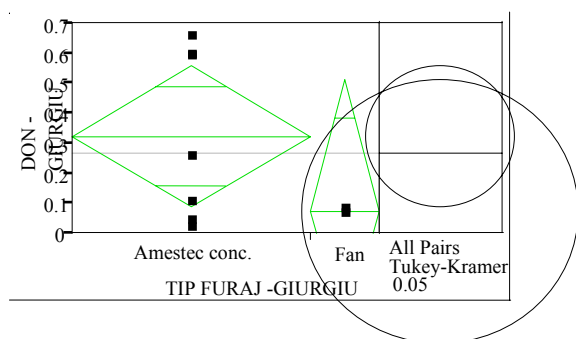 0.7
0.6
0.5
0.4
0.3
0.2
0.1
0
DON -
GIURGIU
Amestec conc.
Fan
All Pairs
Tukey-Kramer
0.05
TIP FURAJ -GIURGIU